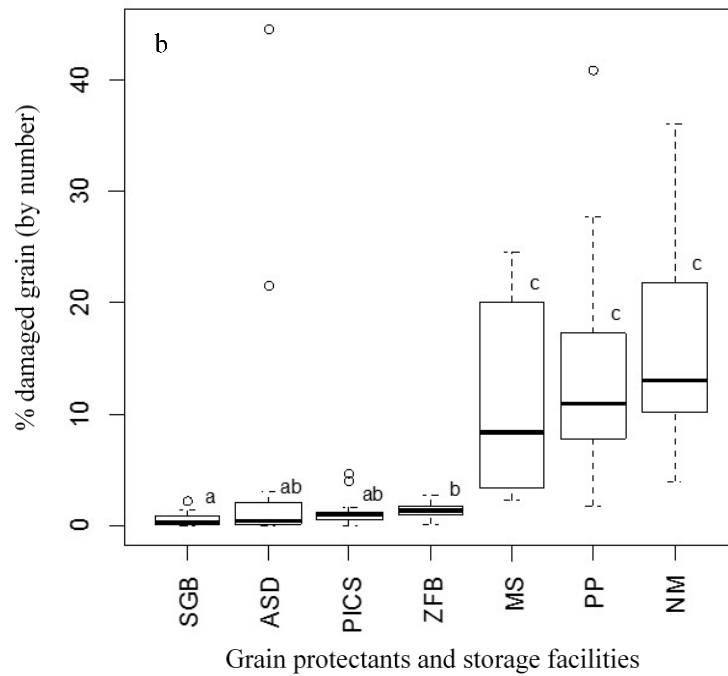 b
% damaged grain (by number)
40
30
20
10
0
a
ab
ab
b
c
c
c
SGB
ASD
PICS
ZFB
MS
PP
NM
Grain protectants and storage facilities